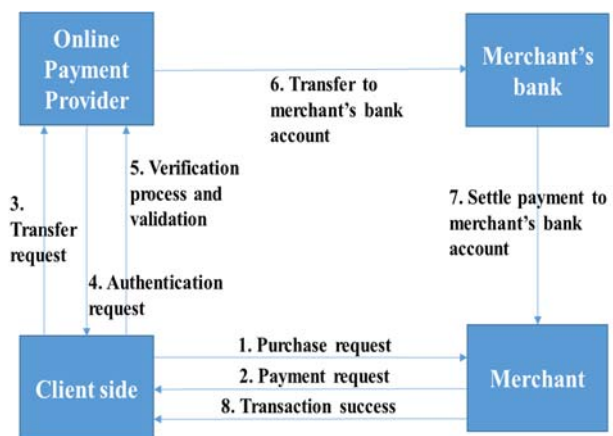 Online
Payment
Provider
Merchant's
bank
6. Transfer to
merchant's bank
account
5. Verification
process and
validation
3.
Transfer
request
7. Settle payment to
merchant's bank
account
4. Authentication
request
1. Purchase request
Client side
2. Payment request
Merchant
8. Transaction success